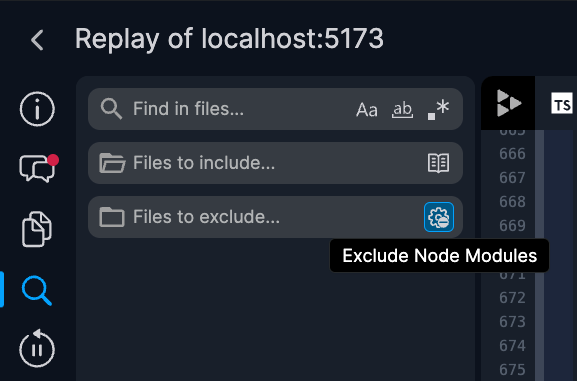 Replay of localhost:5173
Find in files...
Aa
ab
.*
Files to include...
Files to exclude...
Exclude Node Modules
TS
665
666
667
668
669
671
672
673
674
675